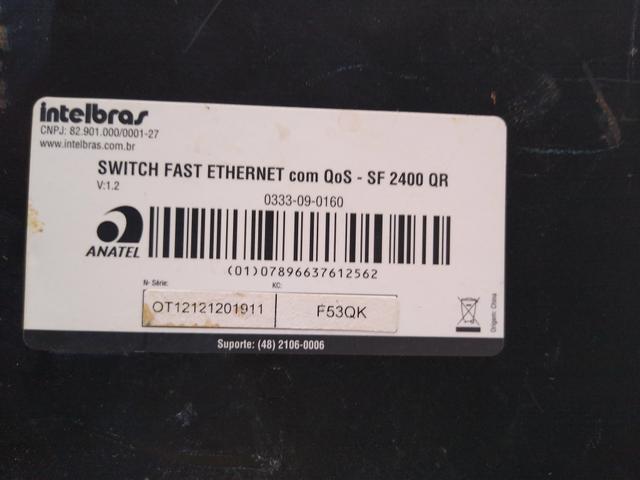 intelbras
CNPJ: 82.901.000/0001-27
www.intelbras.com.br
SWITCH FAST ETHERNET com QoS - SF 2400 QR
V:1.2
0333-09-0160
ANATEL
(01)07896637612562
Nº Série:
KC:
OT12121201911
F53QK
Origem: China
Suporte: (48) 2106-0006